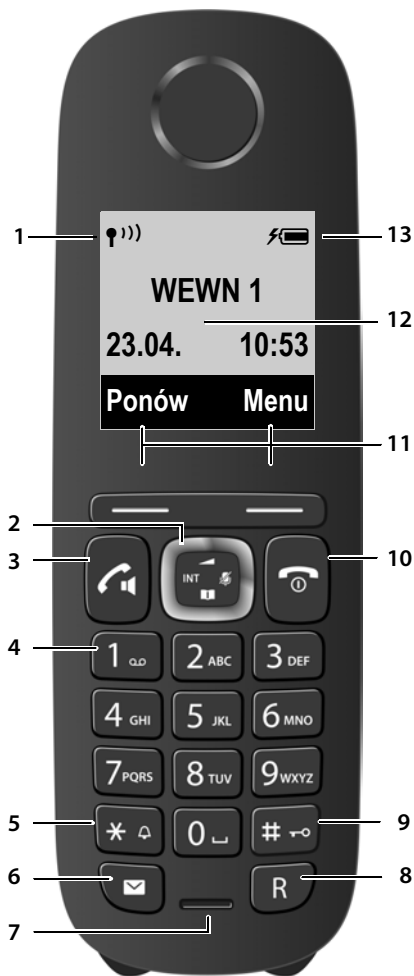 1 13
WEWN 1
12
23.04. 10:53
Ponów Menu
11
2
3 INT 10
4 1 2 ABC 3 DEF
4 GHI 5 JKL 6 MNO
7 PQRS 8 TUV 9 WXYZ
5 * 0 # 9
6 R 8
7